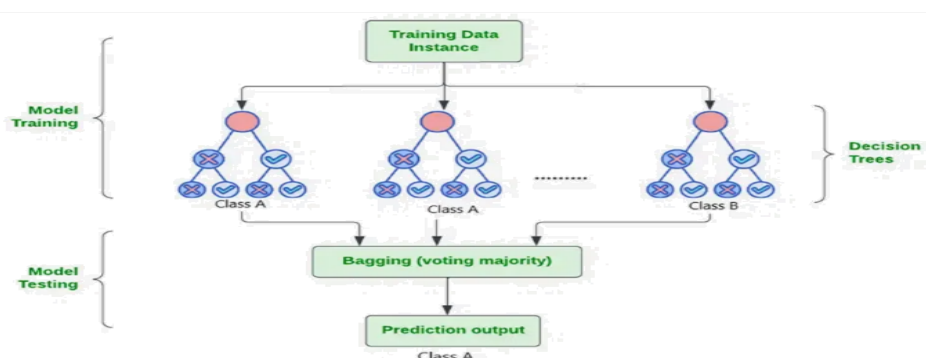 Training Data
Instance
Model
Training
Decision
Trees
Class A
Class A
Class B
Bagging (voting majority)
Model
Testing
Prediction output
Class A